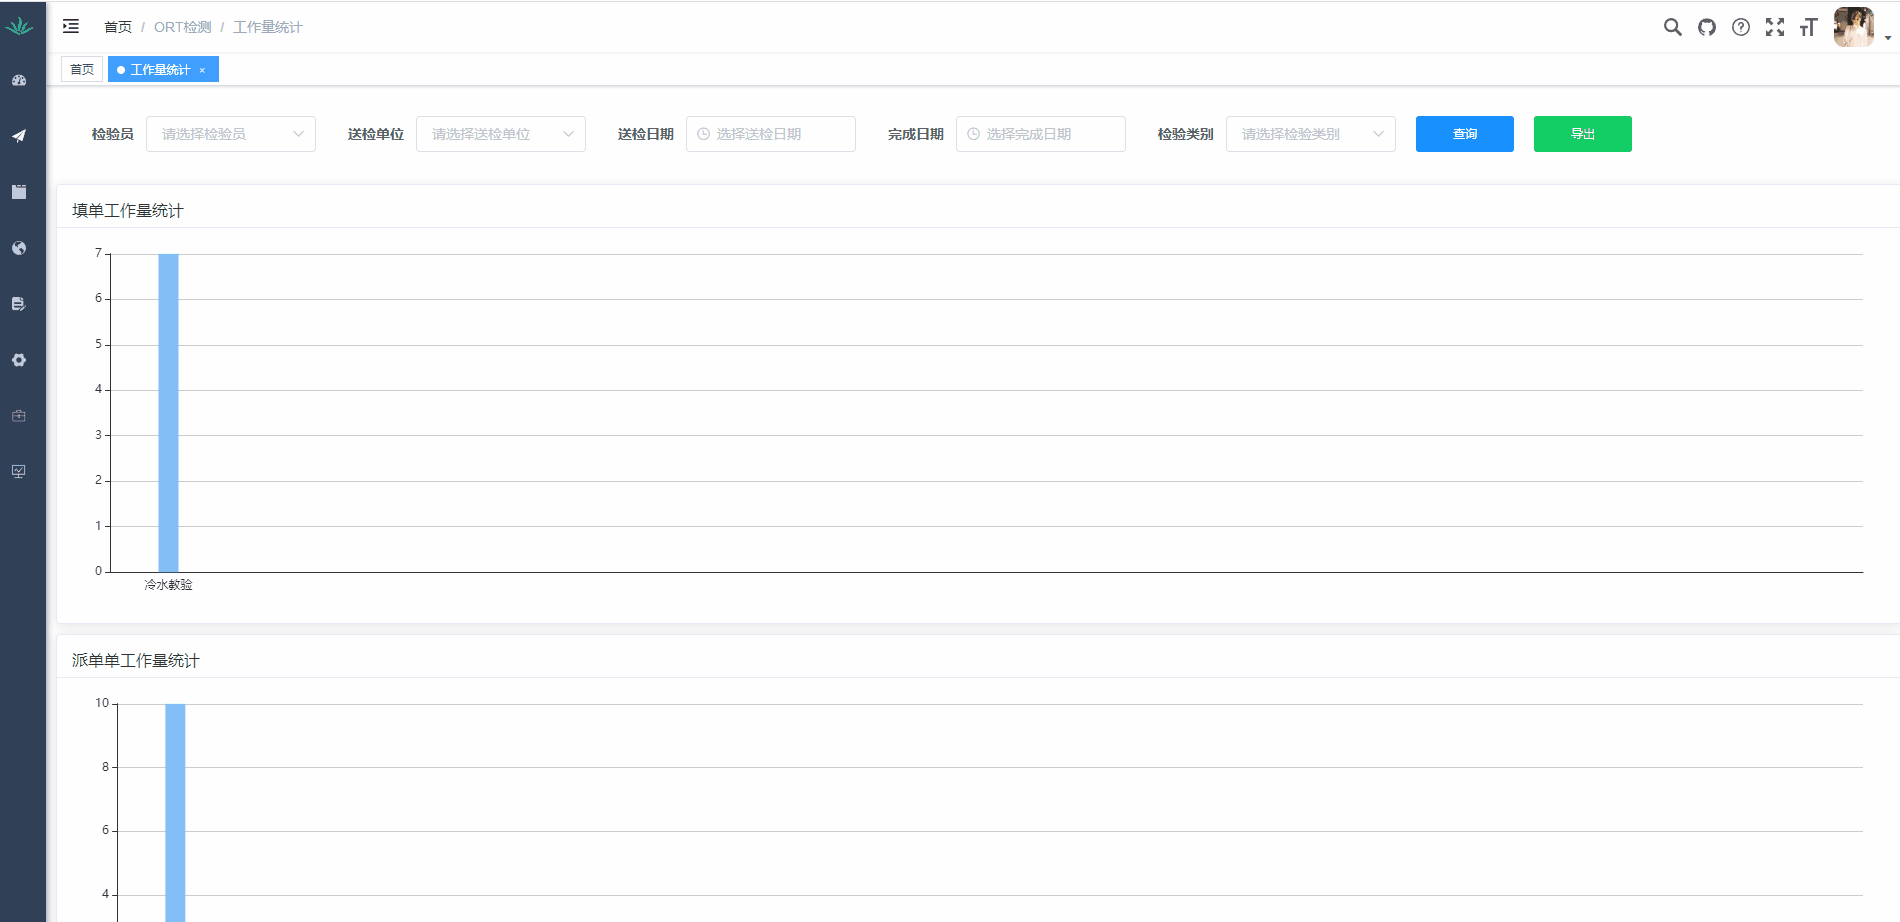 首页 / ORT检测 / 工作量统计
首页 工作量统计 ×
检验员 请选择检验员 送检单位 请选择送检单位 送检日期 选择送检日期 完成日期 选择完成日期 检验类别 请选择检验类别 查询 导出
填单工作量统计
7
6
5
4
3
2
1
0
冷水教验
派单单工作量统计
10
8
6
4